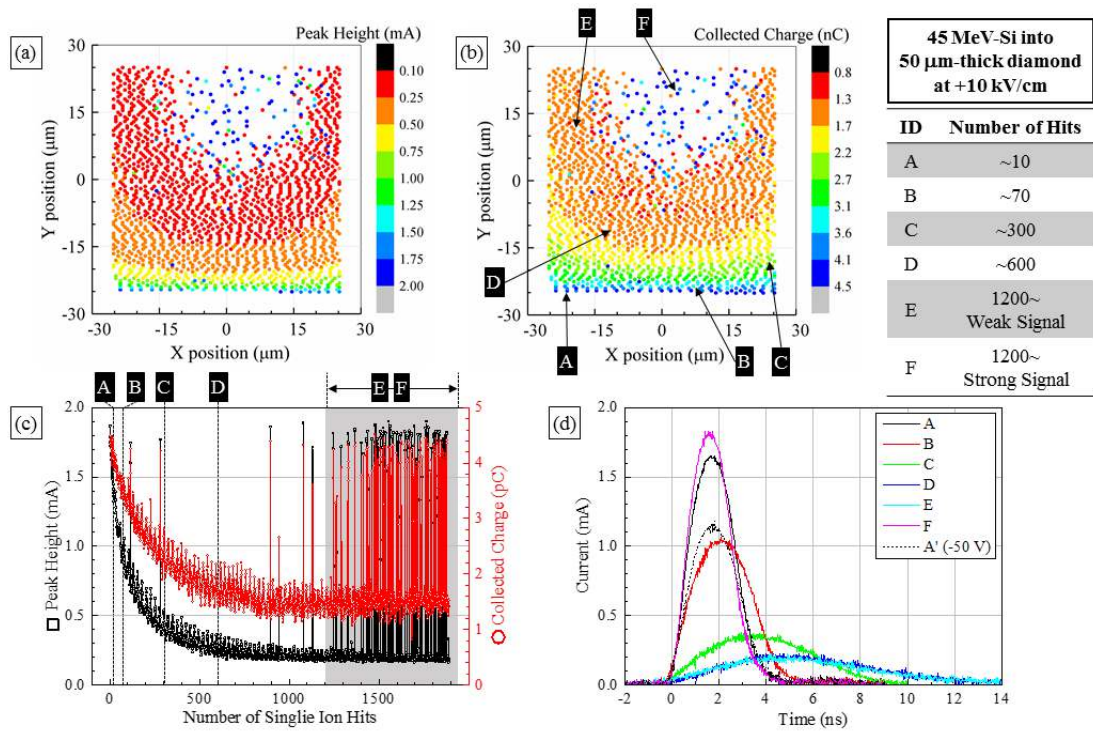 (a)
Peak Height (mA)
30
15
0
-15
-30
Y position (μm)
-30 -15 0 15 30
X position (μm)
0.10
0.25
0.50
0.75
1.00
1.25
1.50
1.75
2.00
E F
(b)
Collected Charge (nC)
30
15
0
-15
-30
Y position (μm)
-30 -15 0 15 30
X position (μm)
0.8
1.3
1.7
2.2
2.7
3.1
3.6
4.1
4.5
D
A B C
45 MeV-Si into
50 μm-thick diamond
at +10 kV/cm
ID Number of Hits
A ~10
B ~70
C ~300
D ~600
E 1200~
Weak Signal
F 1200~
Strong Signal
A B C D E F
(c)
2.0
1.5
1.0
0.5
0.0
Peak Height (mA)
5
4
3
2
1
0
Collected Charge (pC)
0 500 1000 1500
Number of Singlie Ion Hits
(d)
2.0
1.5
1.0
0.5
0.0
Current (mA)
-2 0 2 4 6 8 10 12 14
Time (ns)
A
B
C
D
E
F
A' (-50 V)